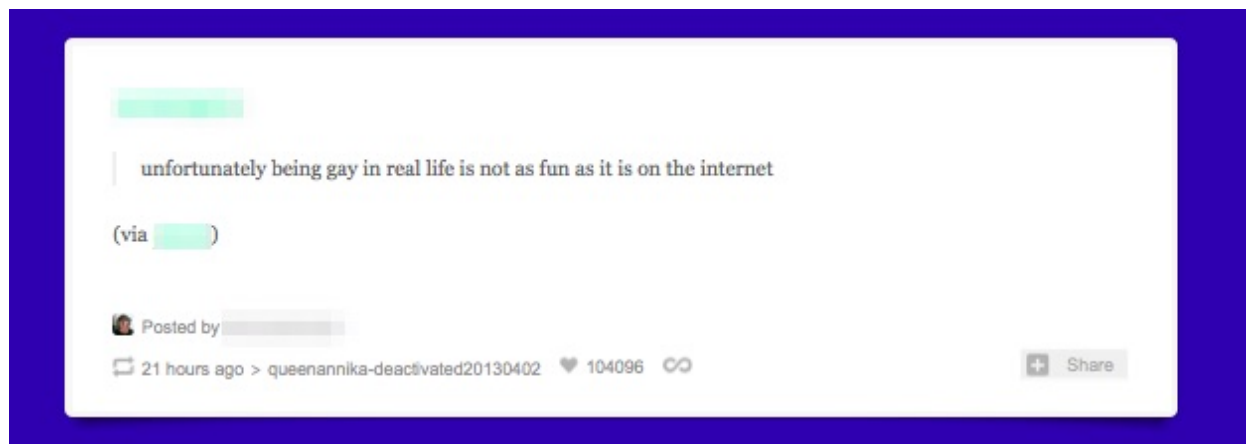 unfortunately being gay in real life is not as fun as it is on the internet
(via )
Posted by
21 hours ago > queenannika-deactivated20130402 104096
Share